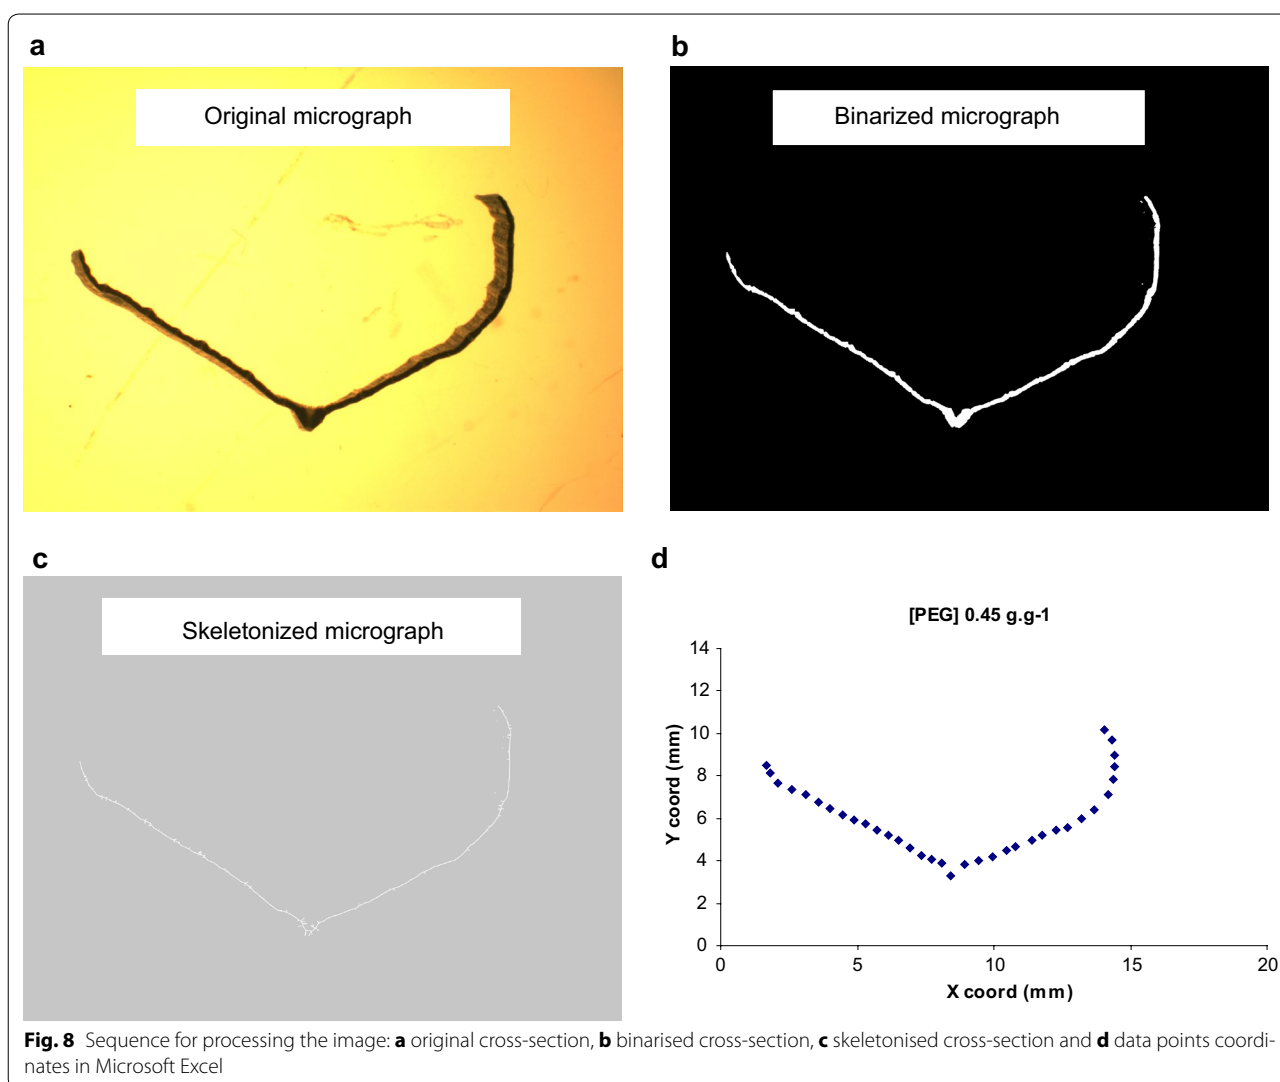 a
b
Original micrograph
Binarized micrograph
c
d
Skeletonized micrograph
[PEG] 0.45 g.g-1
14
12
10
8
6
4
2
0
Y coord (mm)
0 5 10 15 20
X coord (mm)
Fig. 8 Sequence for processing the image: a original cross-section, b binarised cross-section, c skeletonised cross-section and d data points coordi-
nates in Microsoft Excel